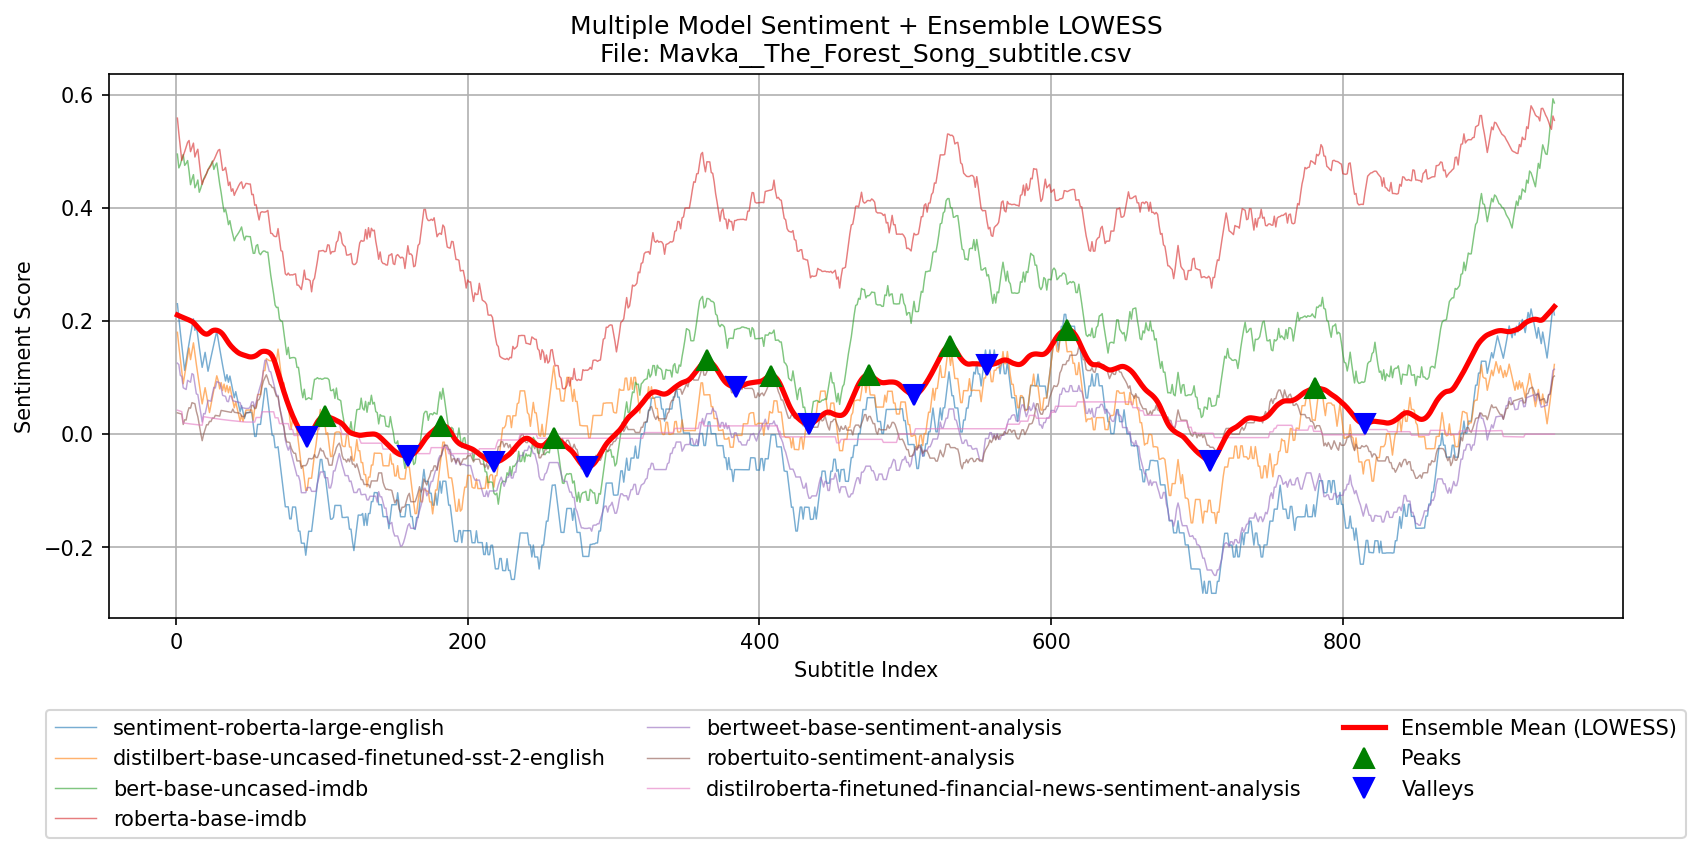 Multiple Model Sentiment + Ensemble LOWESS
File: Mavka__The_Forest_Song_subtitle.csv
Sentiment Score
0.6
0.4
0.2
0.0
−0.2
0
200
400
600
800
Subtitle Index
sentiment-roberta-large-english
distilbert-base-uncased-finetuned-sst-2-english
bert-base-uncased-imdb
roberta-base-imdb
bertweet-base-sentiment-analysis
robertuito-sentiment-analysis
distilroberta-finetuned-financial-news-sentiment-analysis
Ensemble Mean (LOWESS)
Peaks
Valleys